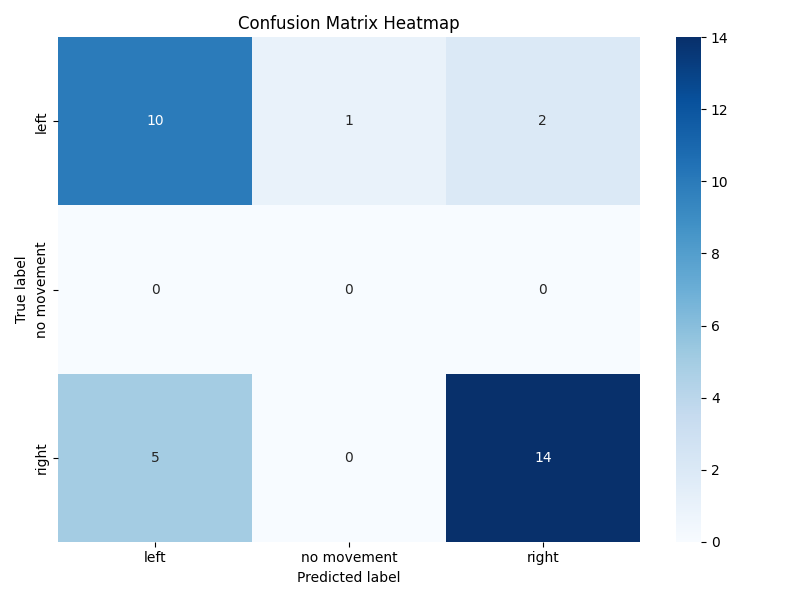 Confusion Matrix Heatmap
True label
left
10 1 2
no movement
0 0 0
right
5 0 14
left no movement right
Predicted label
14
12
10
8
6
4
2
0